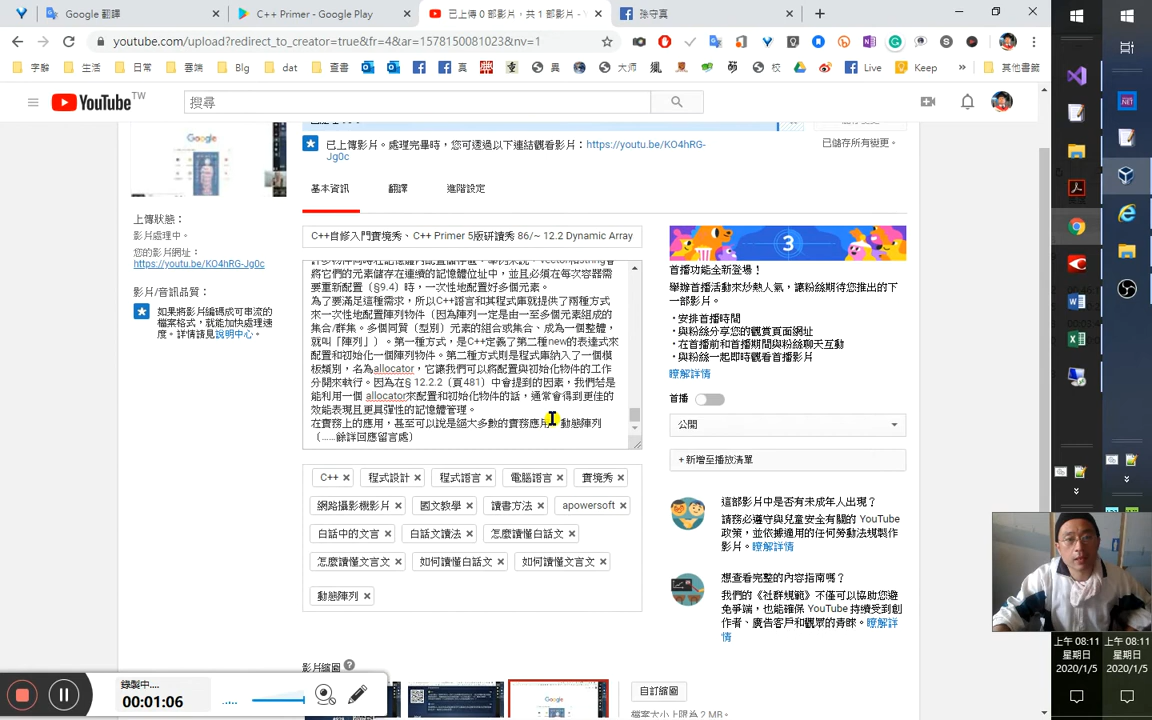 Google 翻譯
C++ Primer - Google Play
已上傳 0 部影片，共 1 部影片 - Y
孫守真
youtube.com/upload?redirect_to_creator=true&fr=4&ar=1578150081023&nv=1
字辭
生活
日常
雲端
Blg
dat
查書
真
異
大师
校
Live
Keep
»
其他書籤
YouTube TW
搜尋
已上傳影片。處理完畢時，您可透過以下連結觀看影片：https://youtu.be/KO4hRG-
Jg0c
已儲存所有變更。
基本資訊
翻譯
進階設定
上傳狀態：
影片處理中。
您的影片網址：
https://youtu.be/KO4hRG-Jg0c
影片/音訊品質：
如果將影片編碼成可串流的
檔案格式，就能加快處理速
度。詳情請見說明中心。
C++自修入門實境秀、C++ Primer 5版研讀秀 86/~ 12.2 Dynamic Array
將它們的元素儲存在連續的記憶體位址中，並且必須在每次容器需
要重新配置（§9.4）時，一次性地配置好多個元素。
為了要滿足這種需求，所以C++語言和其程式庫就提供了兩種方式
來一次性地配置陣列物件（因為陣列一定是由一至多個元素組成的
集合/群集。多個同質（型別）元素的組合或集合、成為一個整體，
就叫『陣列』）。第一種方式，是C++定義了第二種new的表達式來
配置和初始化一個陣列物件。第二種方式則是程式庫納入了一個模
板類別，名為allocator，它讓我們可以將配置與初始化物件的工作
分開來執行。因為在§ 12.2.2（頁481）中會提到的因素，我們若是
能利用一個 allocator來配置和初始化物件的話，通常會得到更佳的
效能表現且更具彈性的記憶體管理。
在實務上的應用，甚至可以說是絕大多數的實務應用，動態陣列
（……餘詳回應留言處）
C++
程式設計
程式語言
電腦語言
實境秀
網路攝影機影片
國文教學
讀書方法
apowersoft
白話中的文言
白話文讀法
怎麼讀懂白話文
怎麼讀懂文言文
如何讀懂白話文
如何讀懂文言文
動態陣列
影片縮圖
自訂縮圖
檔案大小上限為 2 MB。
3
首播功能全新登場！
舉辦首播活動來炒熱人氣，讓粉絲期待您推出的下
一部影片。
安排首播時間
與粉絲分享您的觀賞頁面網址
在首播前和首播期間與粉絲聊天互動
與粉絲一起即時觀看首播影片
瞭解詳情
首播
公開
+ 新增至播放清單
這部影片中是否有未成年人出現？
請務必遵守與兒童安全有關的 YouTube
政策，並依據適用的任何勞動法規製作
影片。瞭解詳情
想查看完整的內容指南嗎？
我們的《社群規範》不僅可以協助您避
免爭端，也能確保 YouTube 持續受到創
作者、廣告客戶和觀眾的青睞。瞭解詳
情
錄製中....
00:01:06
上午 08:11
星期日
2020/1/5
上午 08:11
星期日
2020/1/5